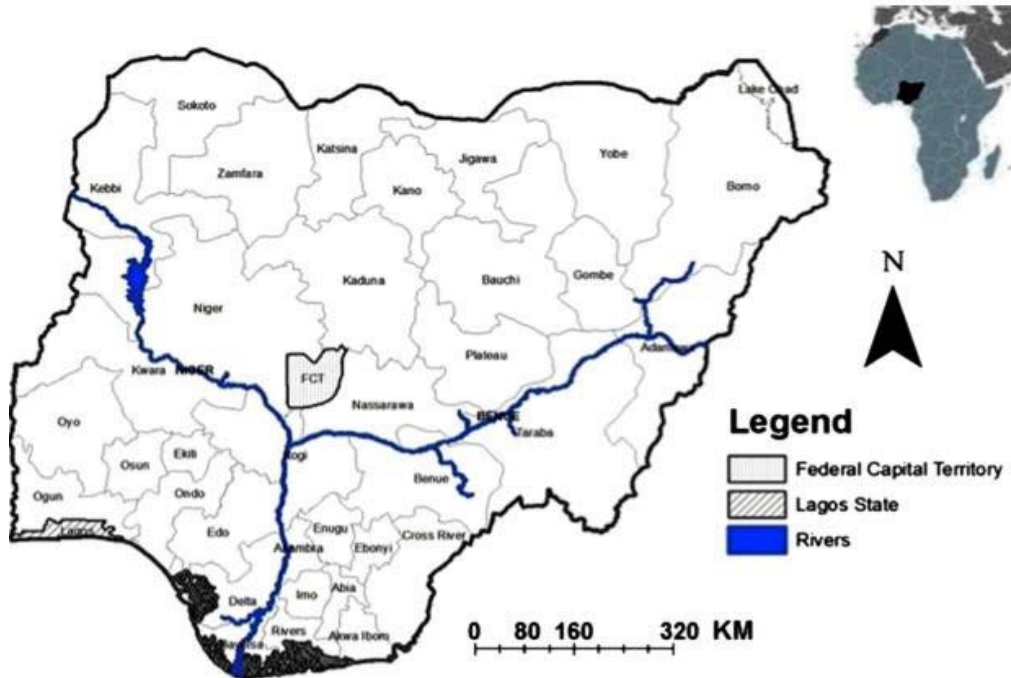 Lake Chad
Sokoto
Katsina
Yobe
Jigawa
Zamfara
Kebbi
Kano
Borno
N
Kaduna
Bauchi
Gombe
Niger
Adamawa
Plateau
Kwara
NIGER
FCT
Nassarawa
BENUE
Legend
Oyo
Taraba
Kogi
Osun
Ekiti
Benue
Federal Capital Territory
Ogun
Ondo
Lagos State
Edo
Enugu
Lagos
Anambra
Ebonyi
Cross River
Rivers
Delta
Imo
Abia
Rivers
Akwa Ibom
Bayelsa
0 80 160 320 KM